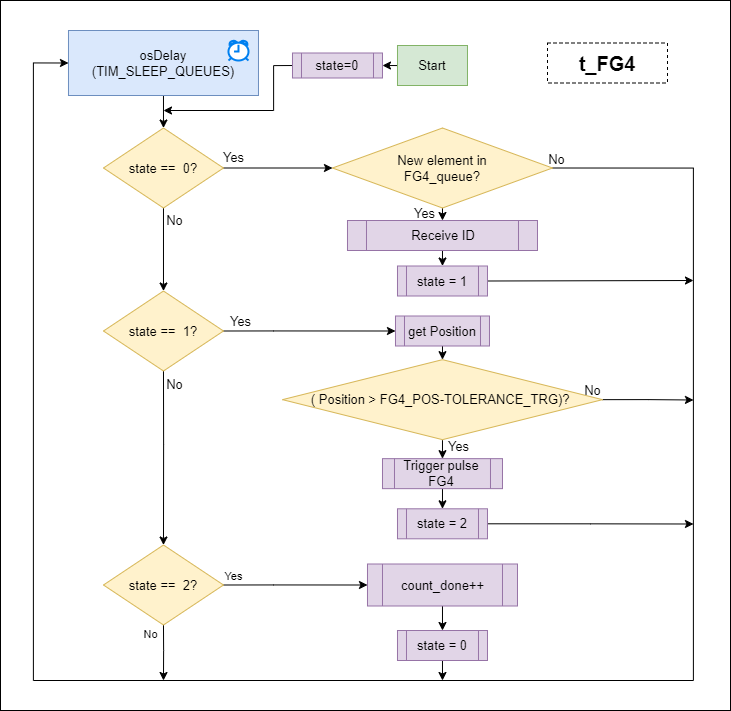 osDelay
(TIM_SLEEP_QUEUES)
state=0
Start
t_FG4
state == 0?
Yes
New element in
FG4_queue?
No
Yes
No
Receive ID
state = 1
state == 1?
Yes
get Position
No
( Position > FG4_POS-TOLERANCE_TRG)?
No
Yes
Trigger pulse
FG4
state = 2
state == 2?
Yes
count_done++
No
state = 0